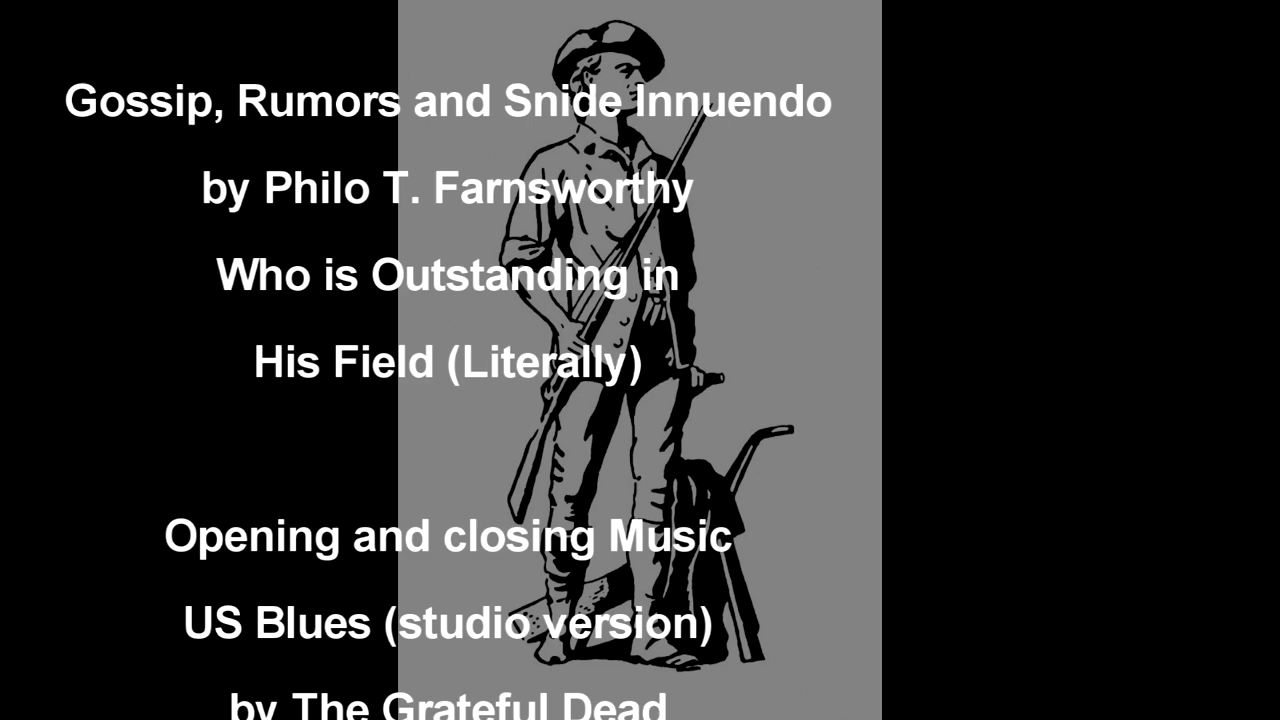 Gossip, Rumors and Snide Innuendo
by Philo T. Farnsworthy
Who is Outstanding in
His Field (Literally)
Opening and closing Music
US Blues (studio version)
by The Grateful Dead